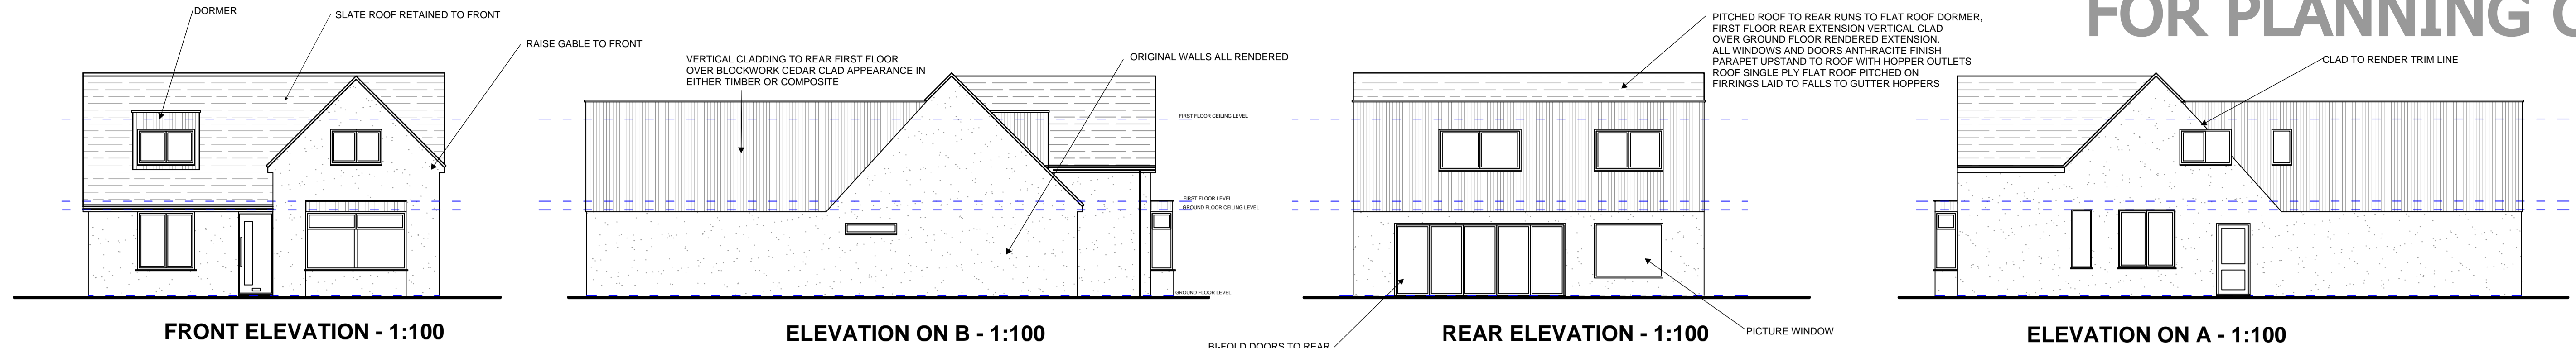 DORMER
SLATE ROOF RETAINED TO FRONT
RAISE GABLE TO FRONT
FRONT ELEVATION - 1:100
VERTICAL CLADDING TO REAR FIRST FLOOR
OVER BLOCKWORK CEDAR CLAD APPEARANCE IN
EITHER TIMBER OR COMPOSITE
ORIGINAL WALLS ALL RENDERED
FIRST FLOOR CEILING LEVEL
FIRST FLOOR LEVEL
GROUND FLOOR CEILING LEVEL
GROUND FLOOR LEVEL
ELEVATION ON B - 1:100
PITCHED ROOF TO REAR RUNS TO FLAT ROOF DORMER,
FIRST FLOOR REAR EXTENSION VERTICAL CLAD
OVER GROUND FLOOR RENDERED EXTENSION.
ALL WINDOWS AND DOORS ANTHRACITE FINISH
PARAPET UPSTAND TO ROOF WITH HOPPER OUTLETS
ROOF SINGLE PLY FLAT ROOF PITCHED ON
FIRRINGS LAID TO FALLS TO GUTTER HOPPERS
BI-FOLD DOORS TO REAR
REAR ELEVATION - 1:100
PICTURE WINDOW
FOR PLANNING
CLAD TO RENDER TRIM LINE
ELEVATION ON A - 1:100